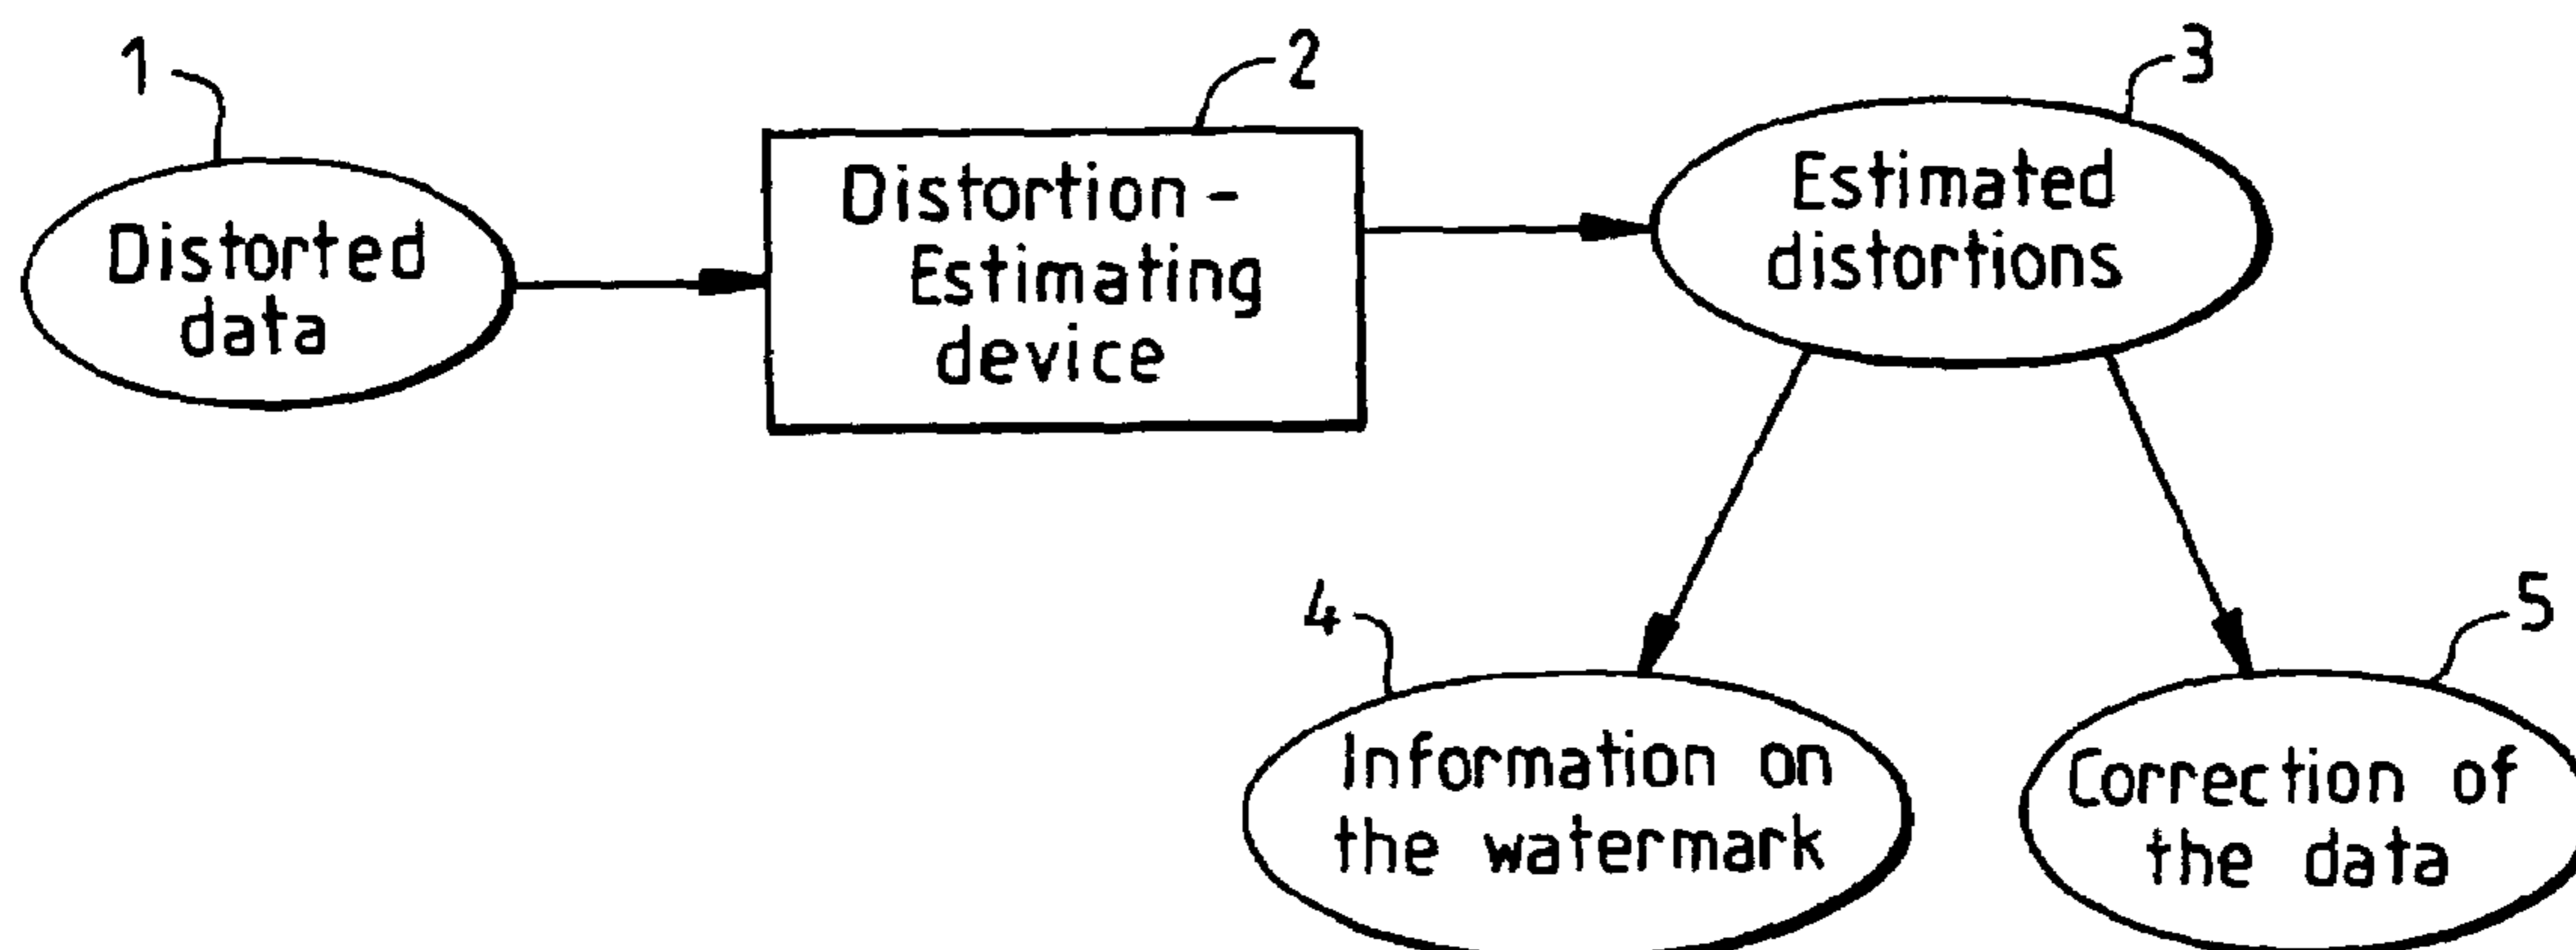 1
2
3
Distorted
data
Distortion -
Estimating
device
Estimated
distortions
4
5
Information on
the watermark
Correction of
the data